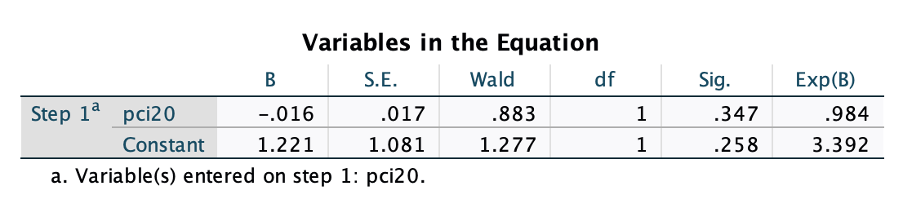 Variables in the Equation
B S.E. Wald df Sig. Exp(B)
Step 1a pci20 -.016 .017 .883 1 .347 .984
Constant 1.221 1.081 1.277 1 .258 3.392
a. Variable(s) entered on step 1: pci20.